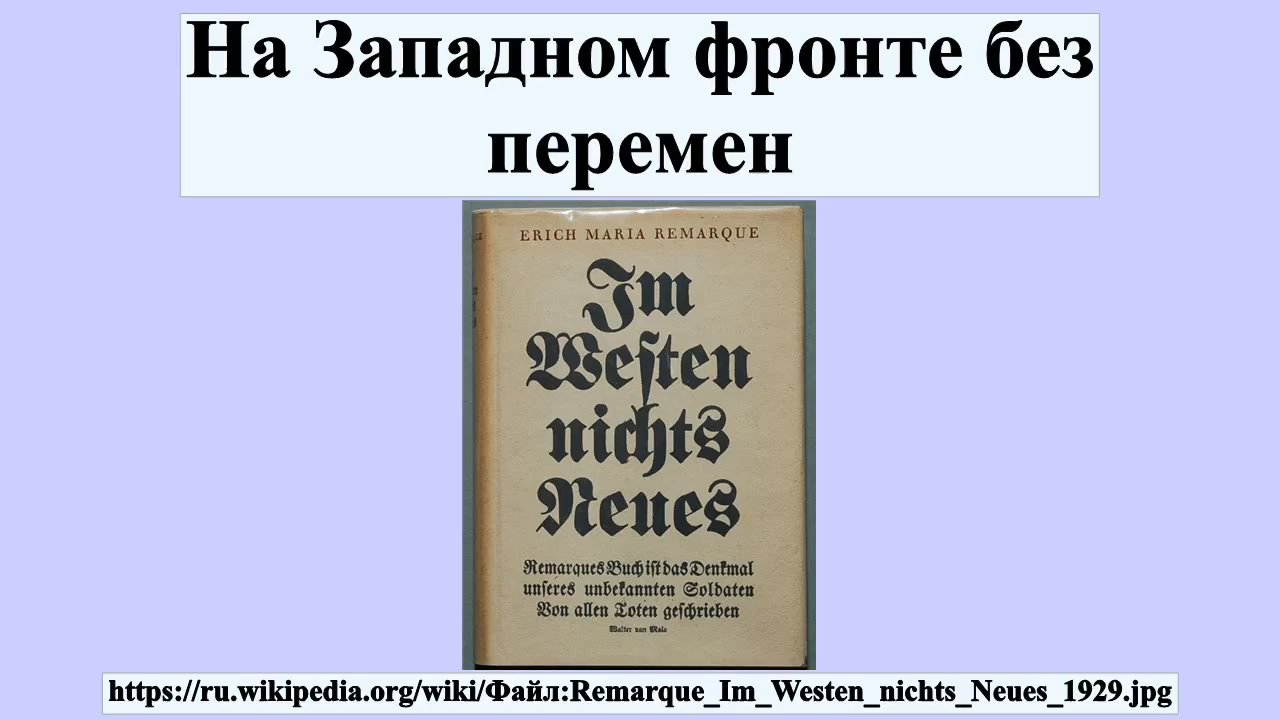 На Западном фронте без
перемен
ERICH MARIA REMARQUE
Im
Weſten
nichts
Neues
Remarques Buch iſt das Denkmal
unſeres unbekannten Soldaten
Von allen Toten geſchrieben
Walter von Molo
https://ru.wikipedia.org/wiki/Файл:Remarque_Im_Westen_nichts_Neues_1929.jpg